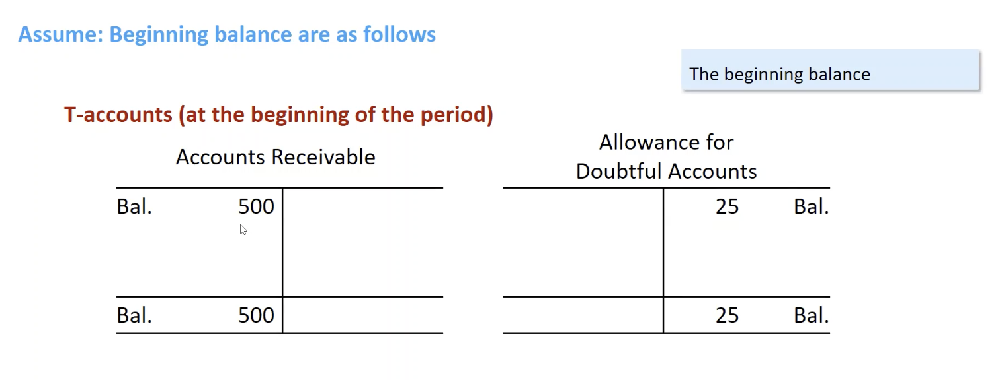 Assume: Beginning balance are as follows
The beginning balance
T-accounts (at the beginning of the period)
Accounts Receivable
Allowance for
Doubtful Accounts
Bal. 500
25 Bal.
Bal. 500
25 Bal.